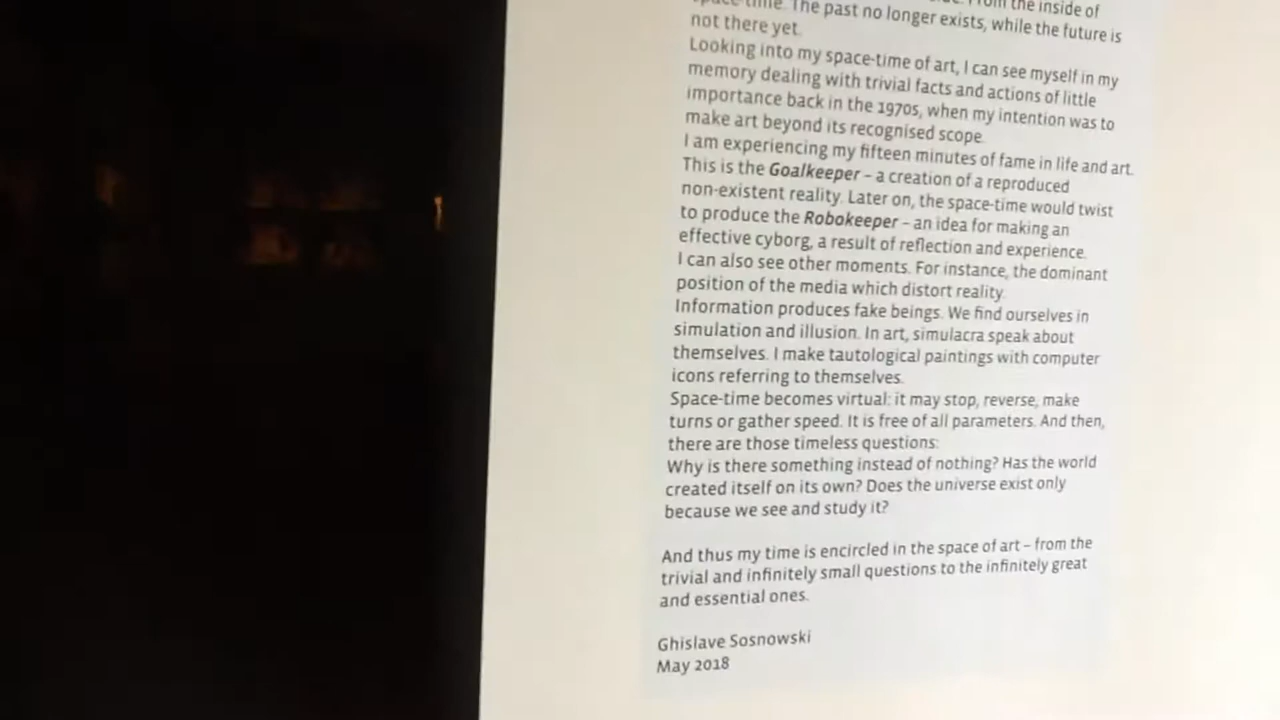 From the inside of
space-time. The past no longer exists, while the future is
not there yet.
Looking into my space-time of art, I can see myself in my
memory dealing with trivial facts and actions of little
importance back in the 1970s, when my intention was to
make art beyond its recognised scope.
I am experiencing my fifteen minutes of fame in life and art.
This is the Goalkeeper – a creation of a reproduced
non-existent reality. Later on, the space-time would twist
to produce the Robokeeper – an idea for making an
effective cyborg, a result of reflection and experience.
I can also see other moments. For instance, the dominant
position of the media which distort reality.
Information produces fake beings. We find ourselves in
simulation and illusion. In art, simulacra speak about
themselves. I make tautological paintings with computer
icons referring to themselves.
Space-time becomes virtual: it may stop, reverse, make
turns or gather speed. It is free of all parameters. And then,
there are those timeless questions:
Why is there something instead of nothing? Has the world
created itself on its own? Does the universe exist only
because we see and study it?
And thus my time is encircled in the space of art – from the
trivial and infinitely small questions to the infinitely great
and essential ones.
Ghislave Sosnowski
May 2018